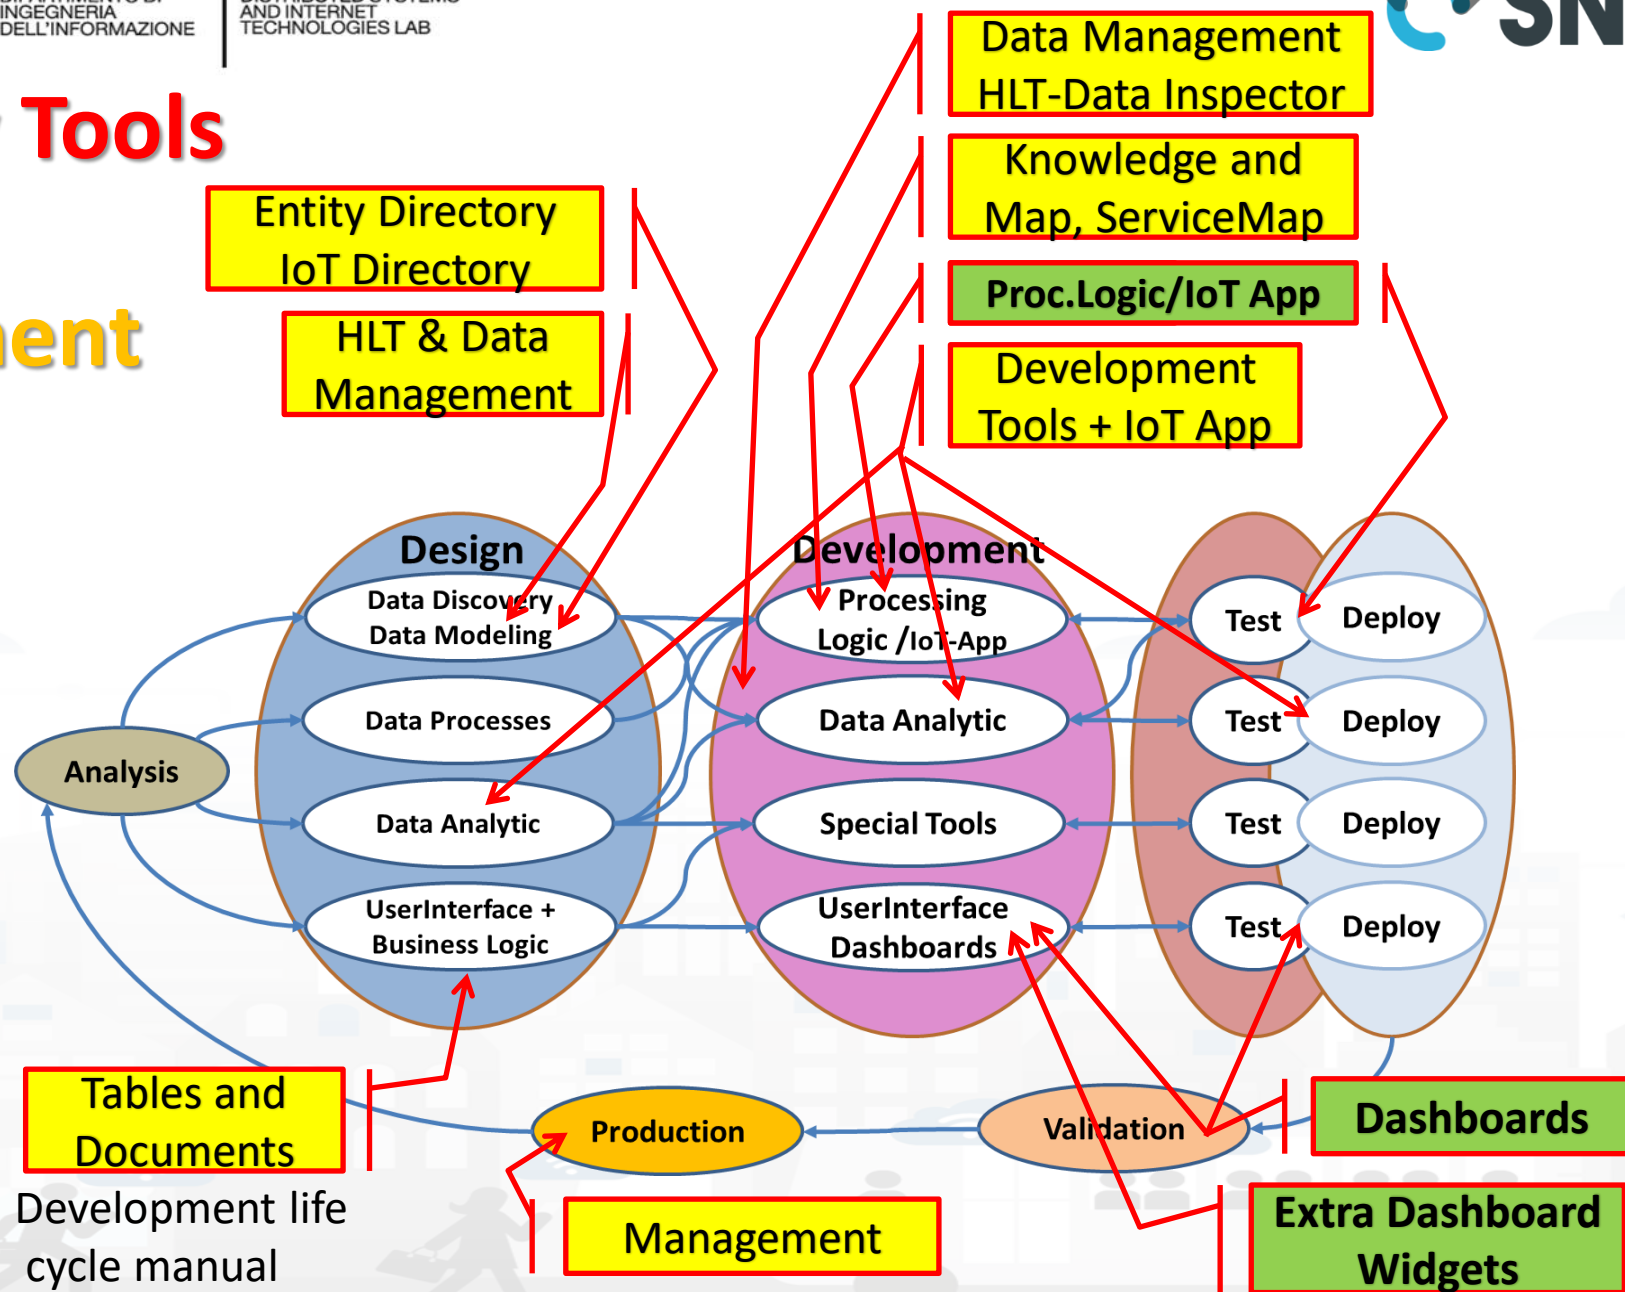 INGEGNERIA
DELL'INFORMAZIONE
AND INTERNET
TECHNOLOGIES LAB
SN
Tools
ment
Data Management
HLT-Data Inspector
Knowledge and
Map, ServiceMap
Entity Directory
IoT Directory
Proc.Logic/IoT App
HLT & Data
Management
Development
Tools + IoT App
Design
Data Discovery
Data Modeling
Data Processes
Data Analytic
UserInterface +
Business Logic
Development
Processing
Logic /IoT-App
Data Analytic
Special Tools
UserInterface
Dashboards
Test
Deploy
Test
Deploy
Test
Deploy
Test
Deploy
Analysis
Production
Validation
Tables and
Documents
Development life
cycle manual
Management
Dashboards
Extra Dashboard
Widgets